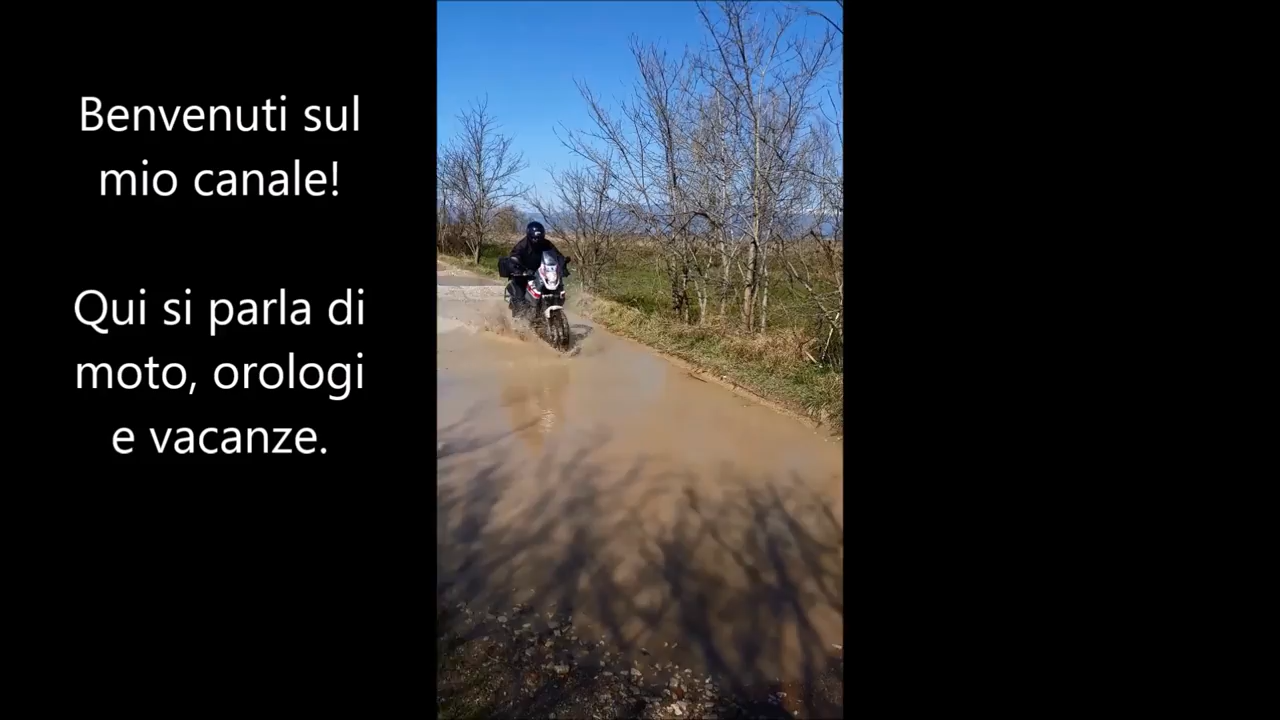 Benvenuti sul
mio canale!
Qui si parla di
moto, orologi
e vacanze.